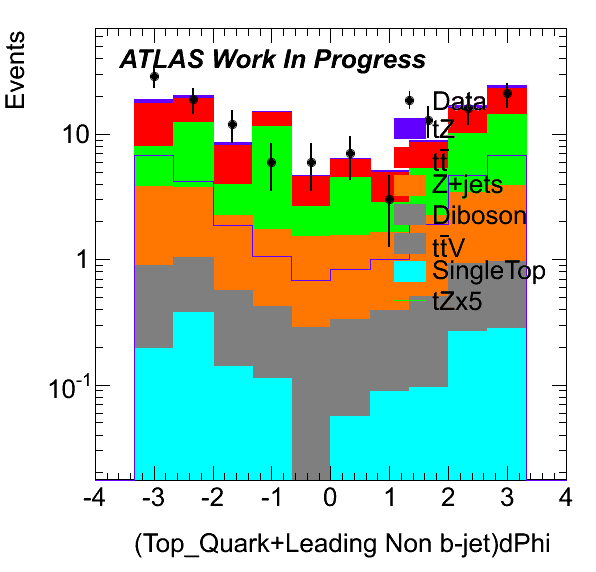 Events
ATLAS Work In Progress
Data
tZ
tt̄
Z+jets
Diboson
tt̄V
SingleTop
tZx5
10
1
10⁻¹
-4 -3 -2 -1 0 1 2 3 4
(Top_Quark+Leading Non b-jet)dPhi